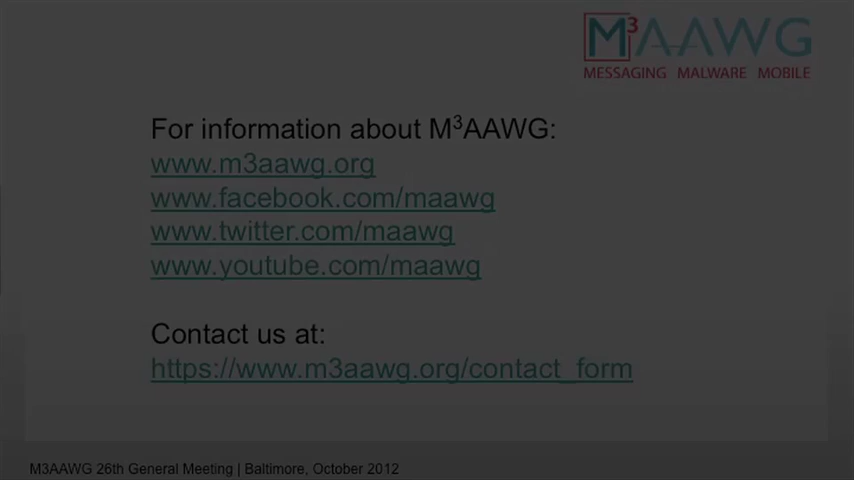 M³AAWG
MESSAGING MALWARE MOBILE
For information about M³AAWG:
www.m3aawg.org
www.facebook.com/maawg
www.twitter.com/maawg
www.youtube.com/maawg
Contact us at:
https://www.m3aawg.org/contact_form
M3AAWG 26th General Meeting | Baltimore, October 2012